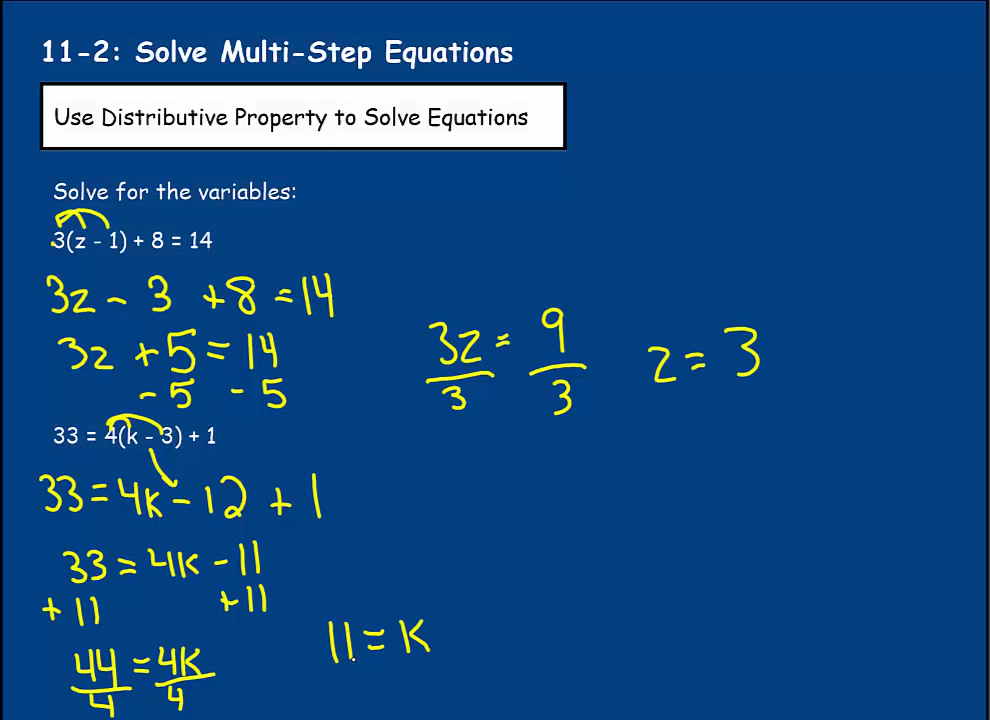 11-2: Solve Multi-Step Equations
Use Distributive Property to Solve Equations
Solve for the variables:
3(z - 1) + 8 = 14
3z - 3 + 8 = 14
3z + 5 = 14
- 5 - 5
3z = 9
3 3
z = 3
33 = 4(k - 3) + 1
33 = 4k - 12 + 1
33 = 4k - 11
+ 11 + 11
44 = 4k
4 4
11 = k